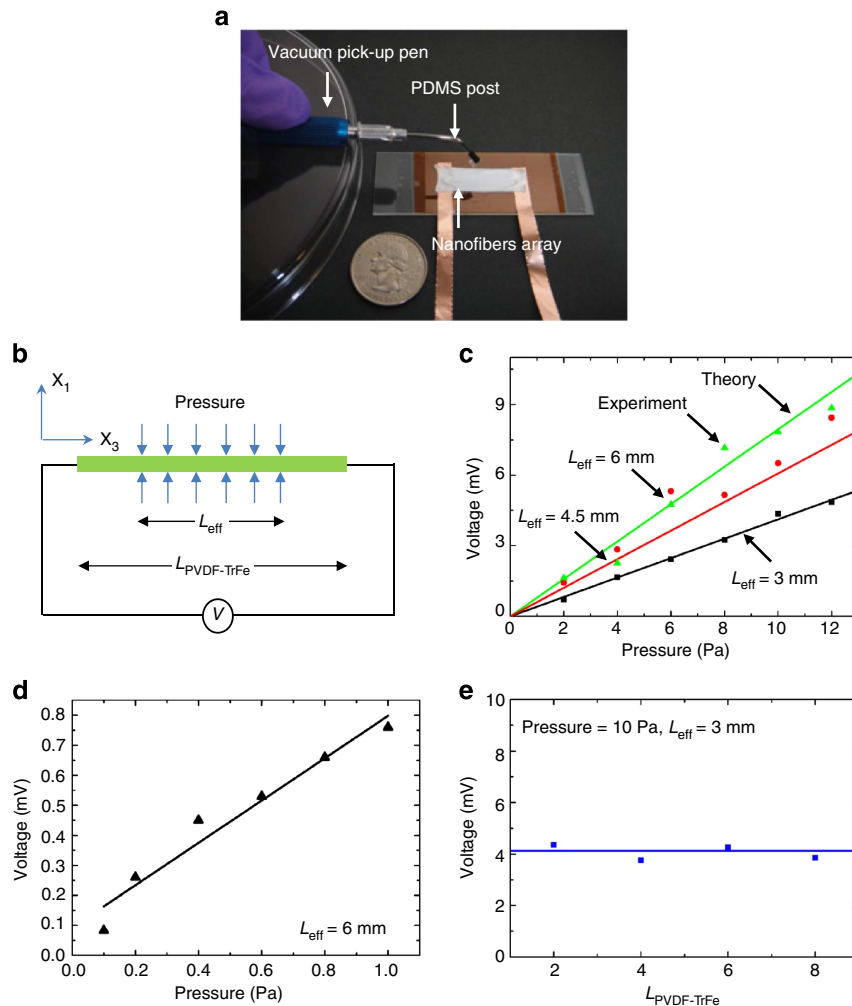 a
Vacuum pick-up pen
PDMS post
Nanofibers array
b
X1
X3
Pressure
Leff
LPVDF-TrFe
V
c
Voltage (mV)
9
6
3
0
Theory
Experiment
Leff = 6 mm
Leff = 4.5 mm
Leff = 3 mm
0 2 4 6 8 10 12
Pressure (Pa)
d
Voltage (mV)
0.8
0.7
0.6
0.5
0.4
0.3
0.2
0.1
0.0
Leff = 6 mm
0.0 0.2 0.4 0.6 0.8 1.0
Pressure (Pa)
e
Voltage (mV)
10
8
6
4
2
0
Pressure = 10 Pa, Leff = 3 mm
2 4 6 8
LPVDF-TrFe